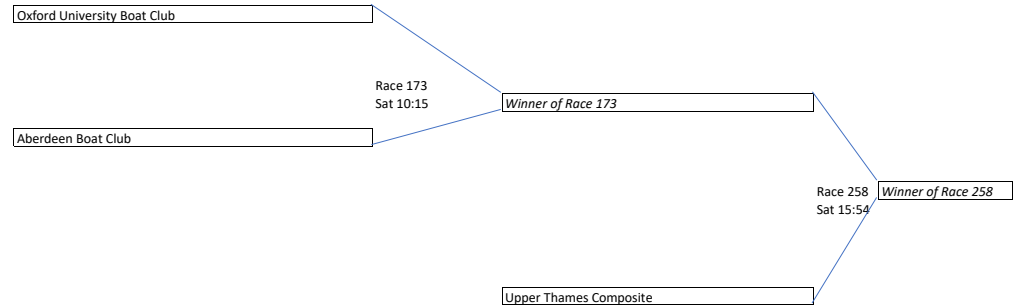 Oxford University Boat Club
Race 173
Sat 10:15
Winner of Race 173
Aberdeen Boat Club
Race 258
Winner of Race 258
Sat 15:54
Upper Thames Composite